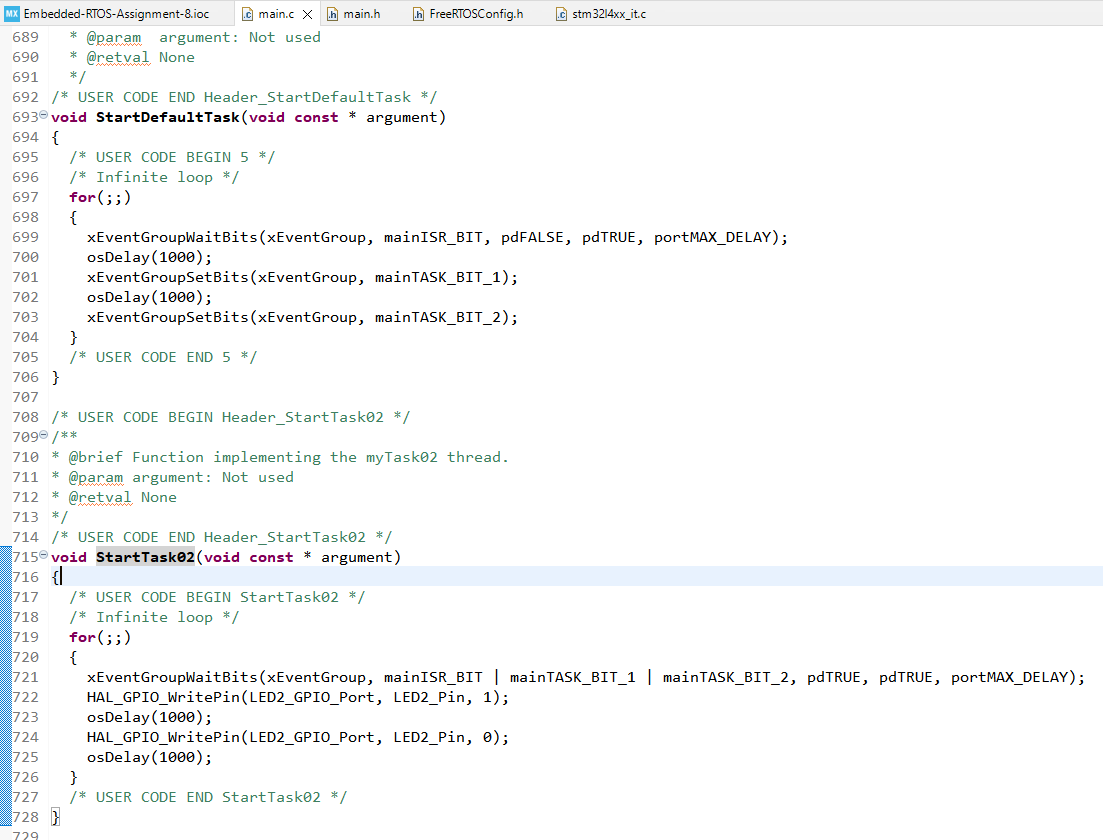 MX Embedded-RTOS-Assignment-8.ioc main.c main.h FreeRTOSConfig.h stm32l4xx_it.c
689   * @param  argument: Not used
690   * @retval None
691   */
692 /* USER CODE END Header_StartDefaultTask */
693 void StartDefaultTask(void const * argument)
694 {
695   /* USER CODE BEGIN 5 */
696   /* Infinite loop */
697   for(;;)
698   {
699     xEventGroupWaitBits(xEventGroup, mainISR_BIT, pdFALSE, pdTRUE, portMAX_DELAY);
700     osDelay(1000);
701     xEventGroupSetBits(xEventGroup, mainTASK_BIT_1);
702     osDelay(1000);
703     xEventGroupSetBits(xEventGroup, mainTASK_BIT_2);
704   }
705   /* USER CODE END 5 */
706 }
707
708 /* USER CODE BEGIN Header_StartTask02 */
709 /**
710 * @brief Function implementing the myTask02 thread.
711 * @param argument: Not used
712 * @retval None
713 */
714 /* USER CODE END Header_StartTask02 */
715 void StartTask02(void const * argument)
716 {
717   /* USER CODE BEGIN StartTask02 */
718   /* Infinite loop */
719   for(;;)
720   {
721     xEventGroupWaitBits(xEventGroup, mainISR_BIT | mainTASK_BIT_1 | mainTASK_BIT_2, pdTRUE, pdTRUE, portMAX_DELAY);
722     HAL_GPIO_WritePin(LED2_GPIO_Port, LED2_Pin, 1);
723     osDelay(1000);
724     HAL_GPIO_WritePin(LED2_GPIO_Port, LED2_Pin, 0);
725     osDelay(1000);
726   }
727   /* USER CODE END StartTask02 */
728 }
729